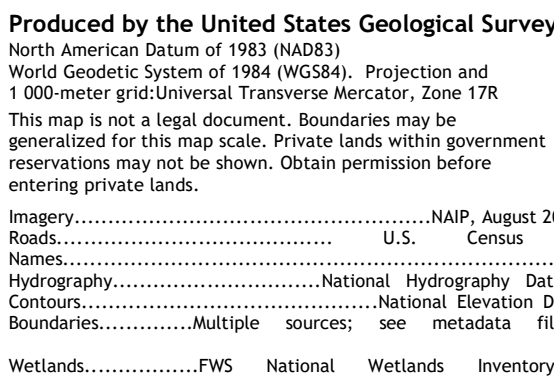 Produced by the United States Geological Survey
North American Datum of 1983 (NAD83)
World Geodetic System of 1984 (WGS84). Projection and
1 000-meter grid:Universal Transverse Mercator, Zone 17R
This map is not a legal document. Boundaries may be
generalized for this map scale. Private lands within government
reservations may not be shown. Obtain permission before
entering private lands.
Imagery.....................................................NAIP, August
Roads......................................... U.S. Census
Names.........................................................................
Hydrography...............................National Hydrography
Contours............................................National Elevation
Boundaries..............Multiple sources; see metadata
Wetlands.................FWS National Wetlands Inventory